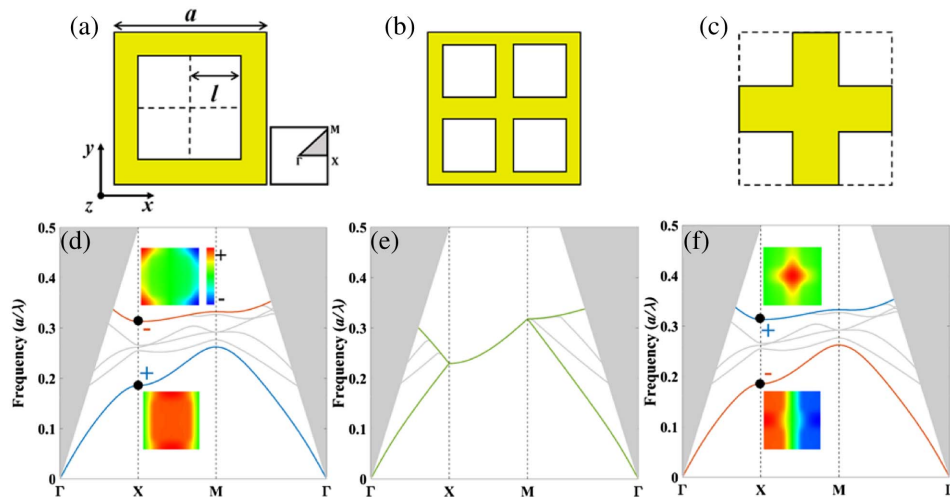 (a) a (b) (c)
l
M
Γ X
y
z x
(d) (e) (f)
Frequency (a/λ) 0.5 0.4 0.3 0.2 0.1 0
+ -
-
+
Γ X M Γ
Frequency (a/λ) 0.5 0.4 0.3 0.2 0.1 0
Γ X M Γ
Frequency (a/λ) 0.5 0.4 0.3 0.2 0.1 0
+
-
Γ X M